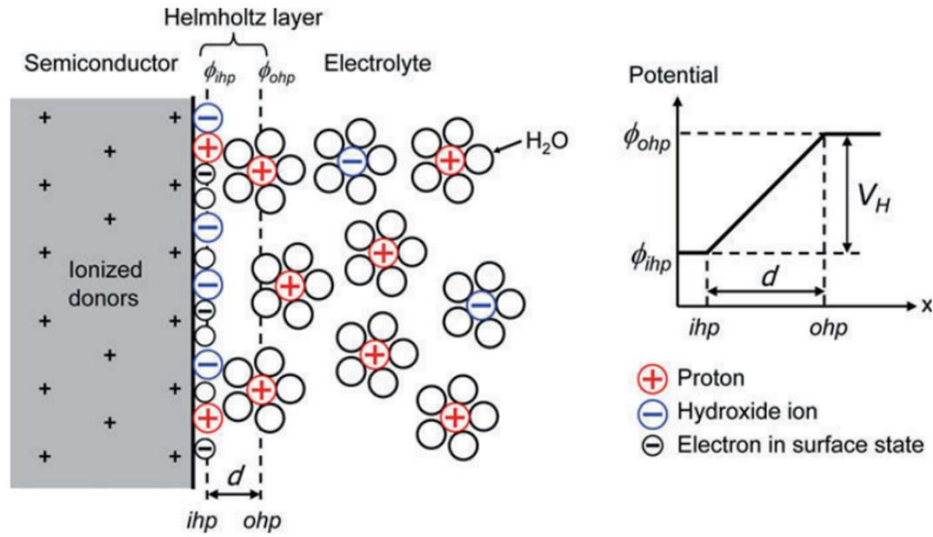 Helmholtz layer
Semiconductor
ϕihp
ϕohp
Electrolyte
H2O
Ionized
donors
d
ihp
ohp
Potential
ϕohp
VH
ϕihp
d
x
ihp
ohp
Proton
Hydroxide ion
Electron in surface state